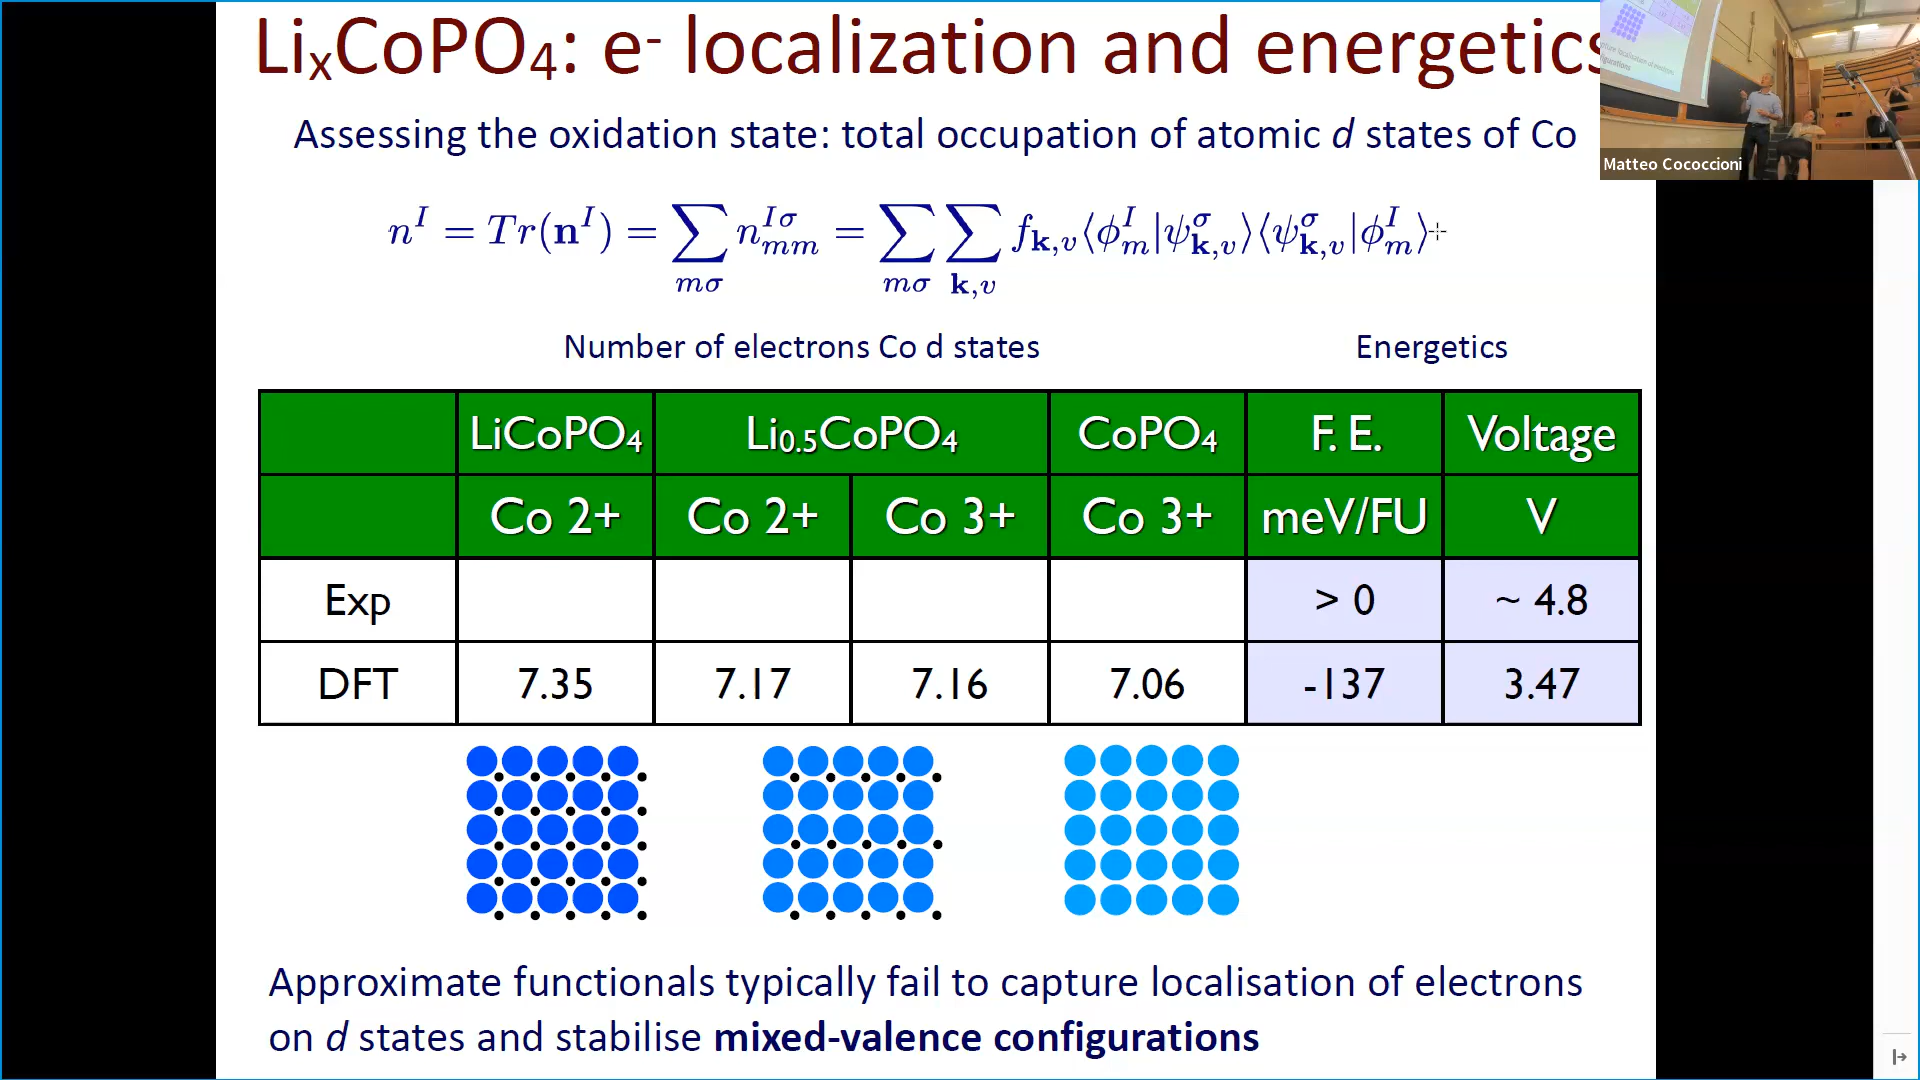 LiₓCoPO₄: e⁻ localization and energetics
Assessing the oxidation state: total occupation of atomic d states of Co
nᴵ = Tr(𝐧ᴵ) = ∑_{mσ} n^{Iσ}_{mm} = ∑_{mσ} ∑_{𝐤,v} f_{𝐤,v}⟨ϕ^I_m|ψ^σ_{𝐤,v}⟩⟨ψ^σ_{𝐤,v}|ϕ^I_m⟩
Number of electrons Co d states Energetics
LiCoPO₄ Li₀.₅CoPO₄ CoPO₄ F. E. Voltage
Co 2+ Co 2+ Co 3+ Co 3+ meV/FU V
Exp > 0 ~ 4.8
DFT 7.35 7.17 7.16 7.06 -137 3.47
Approximate functionals typically fail to capture localisation of electrons
on d states and stabilise mixed-valence configurations
Matteo Cococcioni